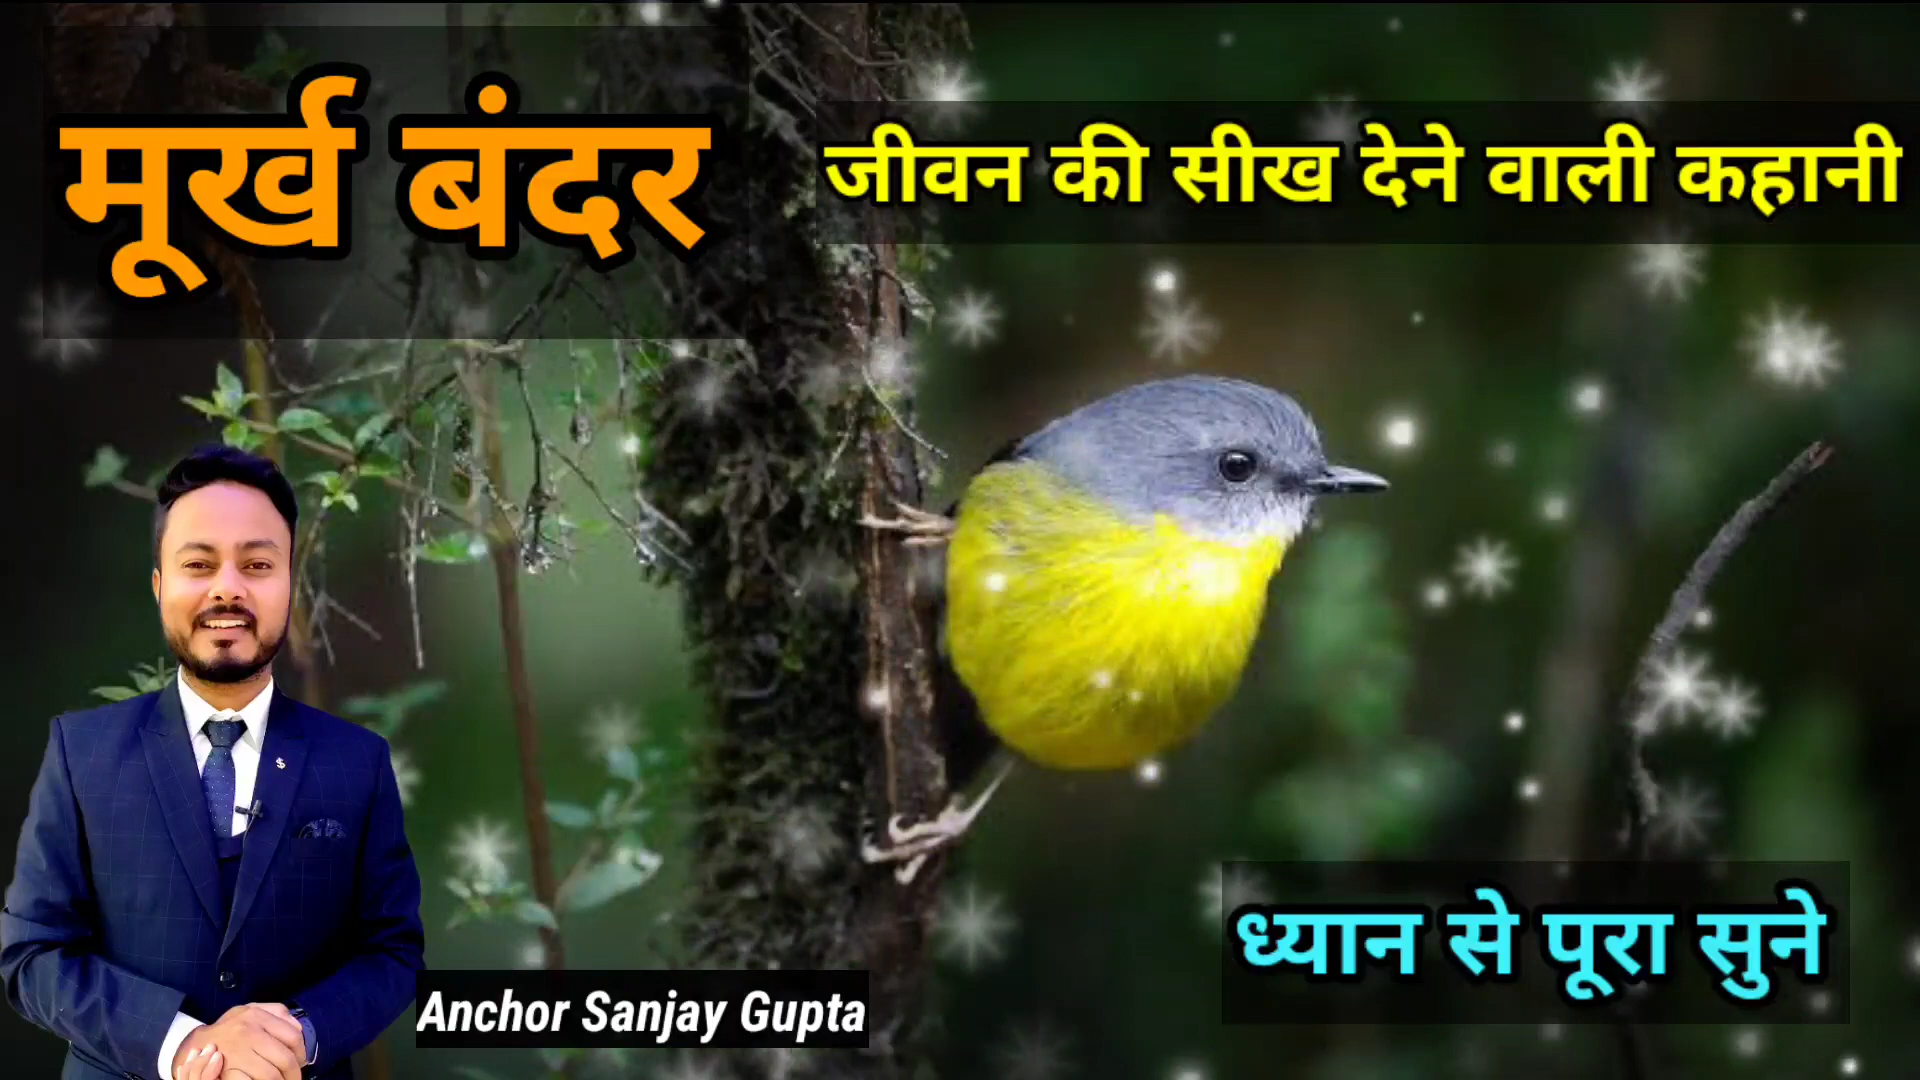 मूर्ख बंदर
जीवन की सीख देने वाली कहानी
Anchor Sanjay Gupta
ध्यान से पूरा सुने